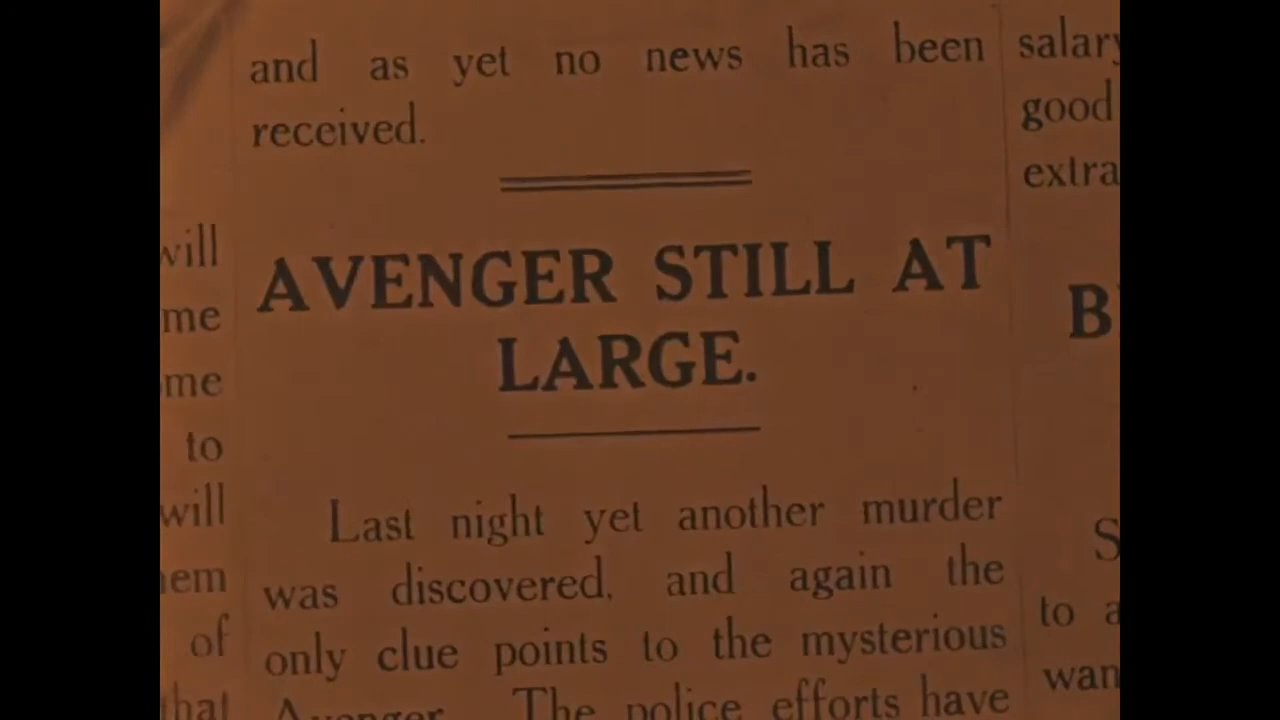 and as yet no news has been
received.
AVENGER STILL AT
LARGE.
Last night yet another murder
was discovered, and again the
only clue points to the mysterious
Avenger. The police efforts have
will
me
me
to
will
of
that
salary
good
extra
to a